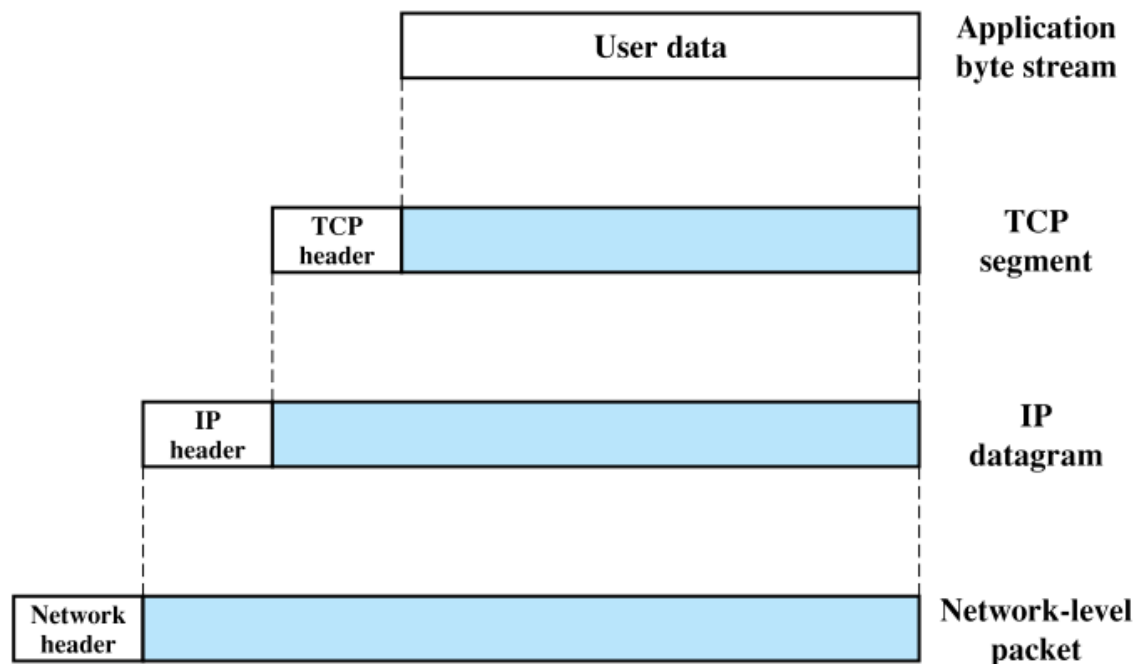 User data
Application
byte stream
TCP
header
TCP
segment
IP
header
IP
datagram
Network
header
Network-level
packet